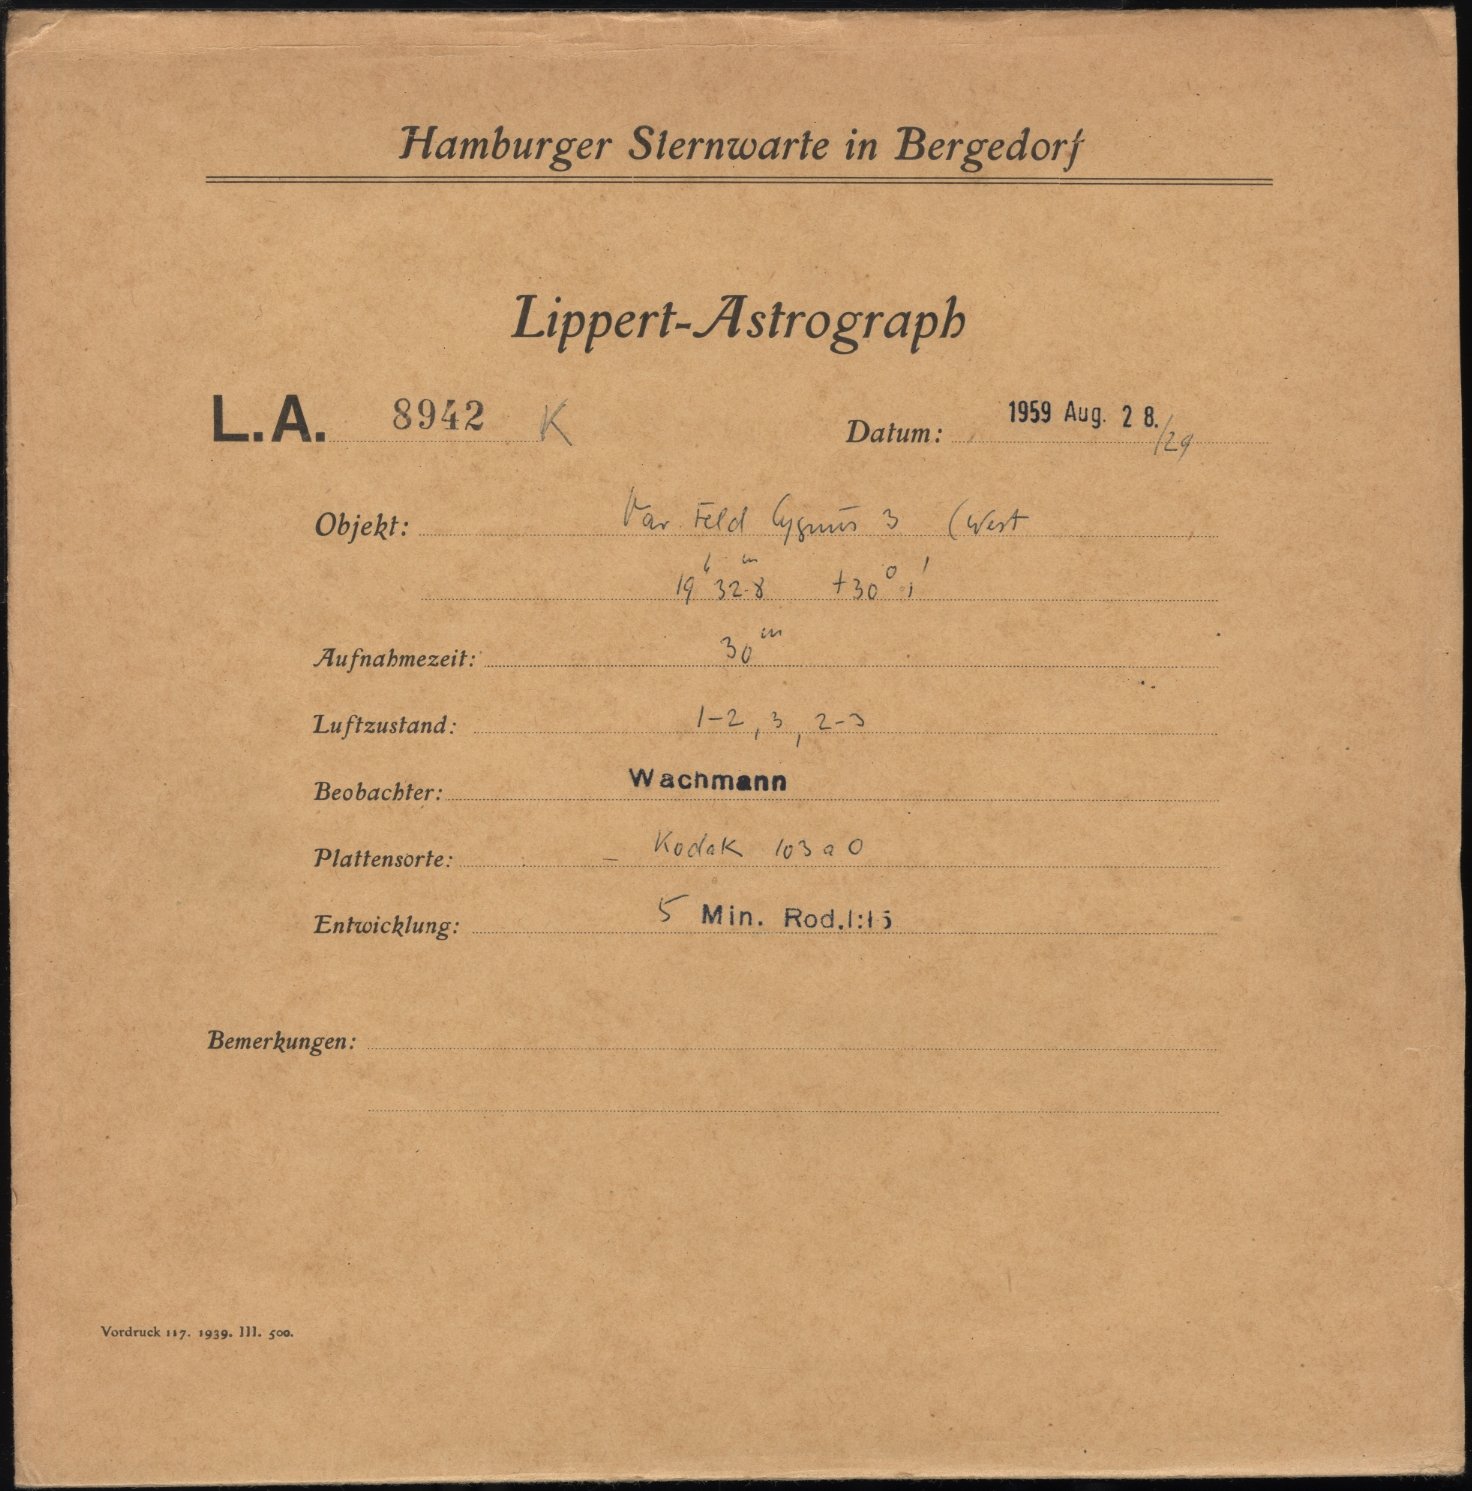 Hamburger Sternwarte in Bergedorf
Lippert-Astrograph
L.A. 8942 K Datum: 1959 Aug. 28./29
Objekt: Var. Feld Cygnus 3 (West
19h 32m.8 +30° 1'
Aufnahmezeit: 30m
Luftzustand: 1-2, 3, 2-3
Beobachter: Wachmann
Plattensorte: - Kodak 103 a O
Entwicklung: 5 Min. Rod.1:15
Bemerkungen:
Vordruck 117. 1939. III. 500.